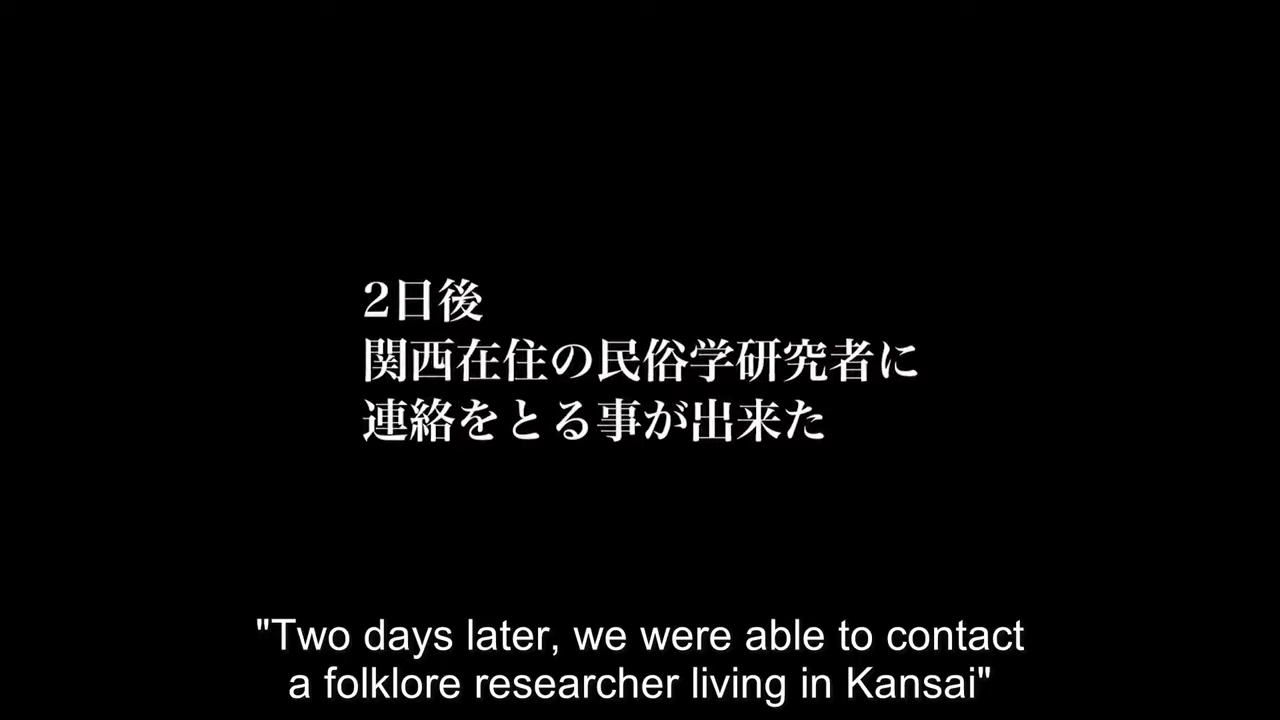 2日後
関西在住の民俗学研究者に
連絡をとる事が出来た
"Two days later, we were able to contact
a folklore researcher living in Kansai"